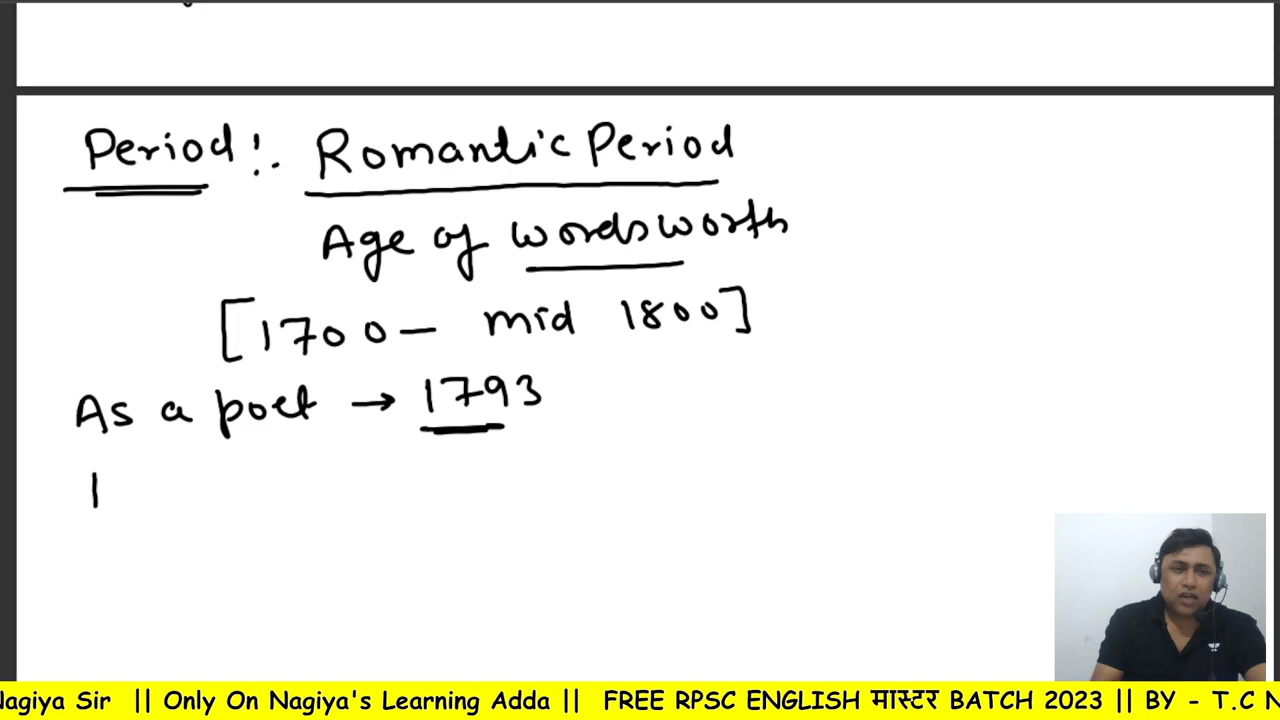 Period :- Romantic Period
Age of wordsworth
[1700 - mid 1800]
As a poet → 1793
Nagiya Sir || Only On Nagiya's Learning Adda || FREE RPSC ENGLISH मास्टर BATCH 2023 || BY - T.C N